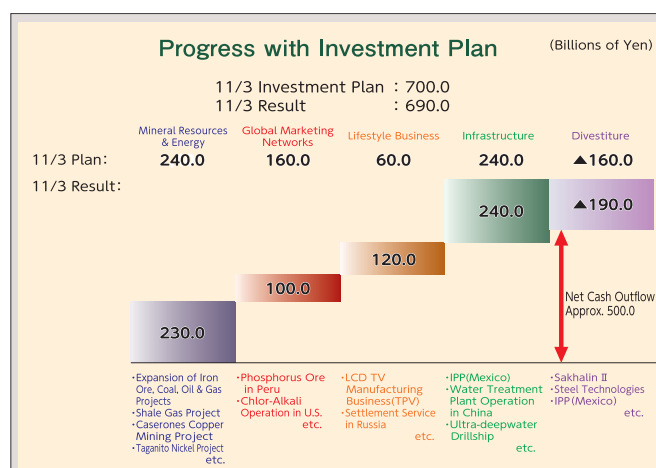 Progress with Investment Plan
(Billions of Yen)
11/3 Investment Plan : 700.0
11/3 Result : 690.0
Mineral Resources
& Energy
Global Marketing
Networks
Lifestyle Business
Infrastructure
Divestiture
11/3 Plan: 240.0 160.0 60.0 240.0 ▲160.0
11/3 Result:
240.0
▲190.0
120.0
100.0
230.0
Net Cash Outflow
Approx. 500.0
・Expansion of Iron
Ore, Coal, Oil & Gas
Projects
・Shale Gas Project
・Caserones Copper
Mining Project
・Taganito Nickel Project
etc.
・Phosphorus Ore
in Peru
・Chlor-Alkali
Operation in U.S.
etc.
・LCD TV
Manufacturing
Business(TPV)
・Settlement Service
in Russia
etc.
・IPP(Mexico)
・Water Treatment
Plant Operation
in China
・Ultra-deepwater
Drillship
etc.
・Sakhalin Ⅱ
・Steel Technologies
・IPP(Mexico)
etc.